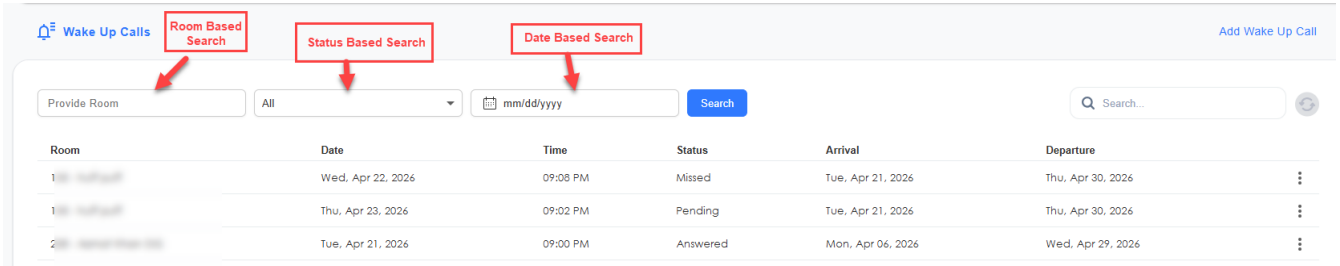 Wake Up Calls
Room Based
Search
Status Based Search
Date Based Search
Add Wake Up Call
Provide Room
All
mm/dd/yyyy
Search
Search...
Room Date Time Status Arrival Departure
Wed, Apr 22, 2026 09:08 PM Missed Tue, Apr 21, 2026 Thu, Apr 30, 2026
Thu, Apr 23, 2026 09:02 PM Pending Tue, Apr 21, 2026 Thu, Apr 30, 2026
Tue, Apr 21, 2026 09:00 PM Answered Mon, Apr 06, 2026 Wed, Apr 29, 2026